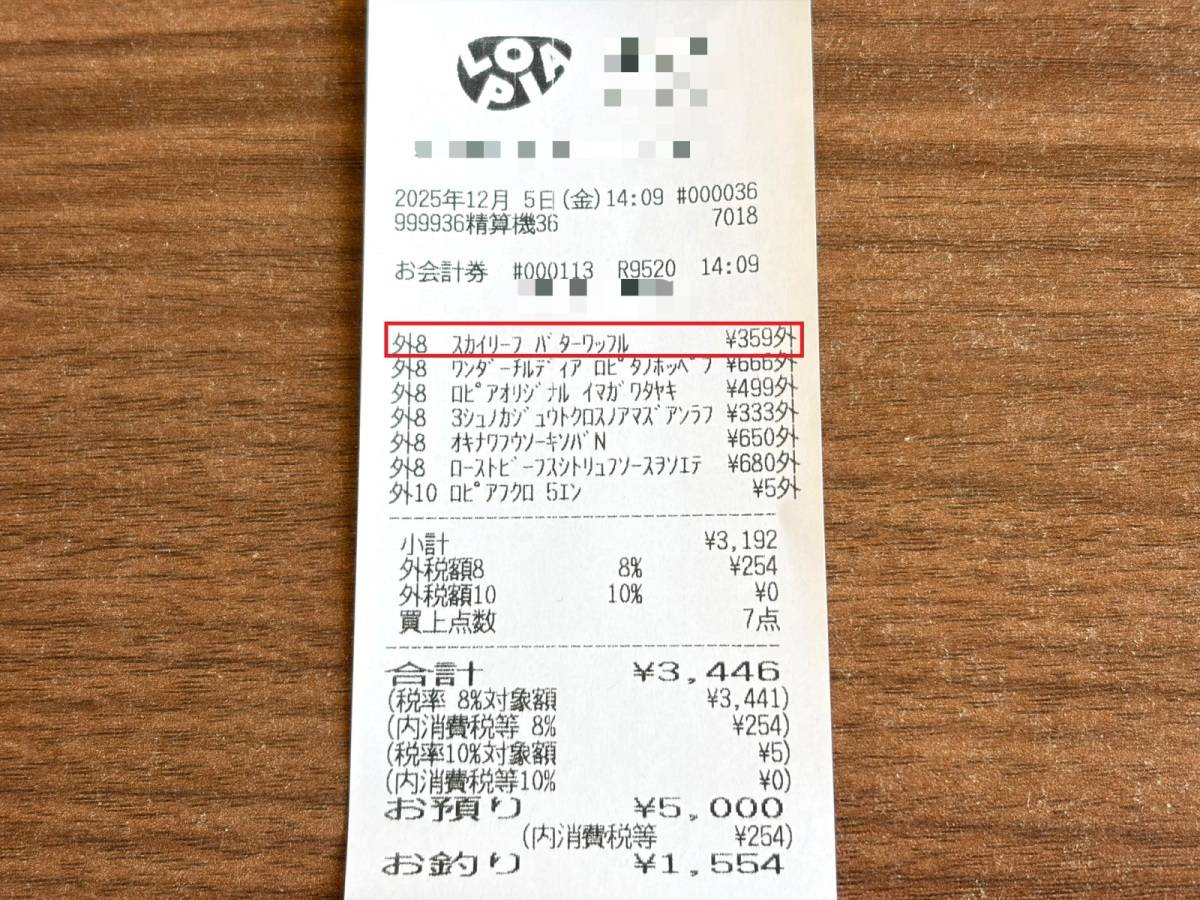 LOPIA
2025年12月 5日(金)14:09 #000036
999936精算機36 7018
お会計券 #000113 R9520 14:09
外8 ｽｶｲﾘｰﾌ ﾊﾞﾀｰﾜｯﾌﾙ ¥359外
外8 ﾜﾝﾀﾞｰﾁﾙﾃﾞｨｱ ﾛﾋﾟﾀﾉﾎｯﾍﾟﾌ ¥666外
外8 ﾛﾋﾟｱｵﾘｼﾞﾅﾙ ｲﾏｶﾞﾜﾀﾔｷ ¥499外
外8 3ｼｭﾉｶｼﾞｭｳﾄｸﾛｽﾉｱﾏｽﾞｱﾝﾗﾌ ¥333外
外8 ｵｷﾅﾜﾌｳｿｰｷｿﾊﾞN ¥650外
外8 ﾛｰｽﾄﾋﾞｰﾌｽｼﾄﾘｭﾌｿｰｽｦｿｴﾃ ¥680外
外10 ﾛﾋﾟｱﾌｸﾛ 5ｴﾝ ¥5外
小計 ¥3,192
外税額8 8% ¥254
外税額10 10% ¥0
買上点数 7点
合計 ¥3,446
(税率 8%対象額 ¥3,441)
(内消費税等 8% ¥254)
(税率10%対象額 ¥5)
(内消費税等10% ¥0)
お預り ¥5,000
(内消費税等 ¥254)
お釣り ¥1,554